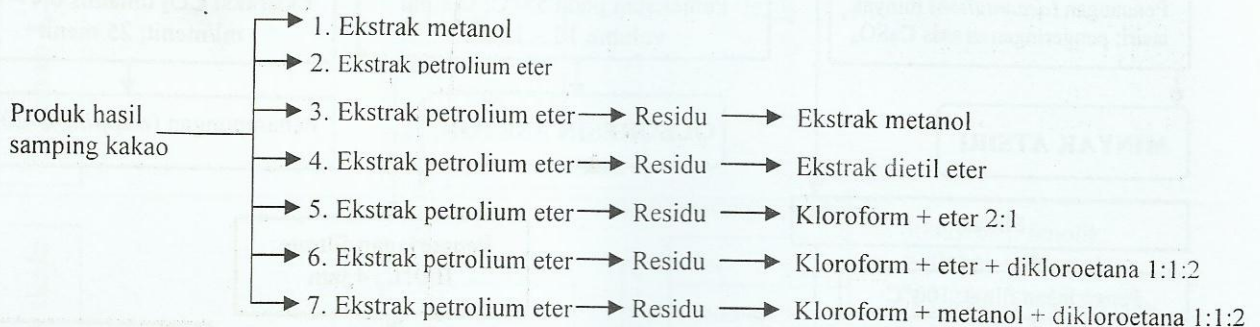 1. Ekstrak metanol
2. Ekstrak petrolium eter
Produk hasil
samping kakao
3. Ekstrak petrolium eter Residu Ekstrak metanol
4. Ekstrak petrolium eter Residu Ekstrak dietil eter
5. Ekstrak petrolium eter Residu Kloroform + eter 2:1
6. Ekstrak petrolium eter Residu Kloroform + eter + dikloroetana 1:1:2
7. Ekstrak petrolium eter Residu Kloroform + metanol + dikloroetana 1:1:2